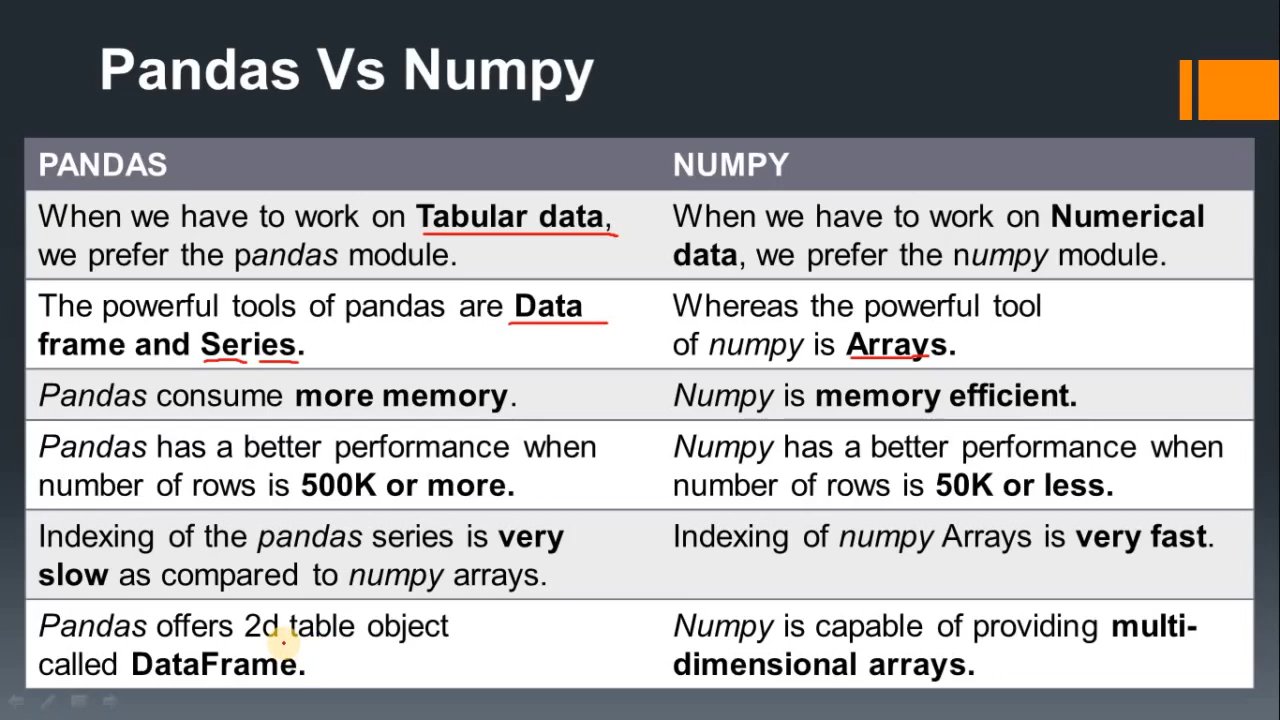 Pandas Vs Numpy
PANDAS
NUMPY
When we have to work on Tabular data,
we prefer the pandas module.
When we have to work on Numerical
data, we prefer the numpy module.
The powerful tools of pandas are Data
frame and Series.
Whereas the powerful tool
of numpy is Arrays.
Pandas consume more memory.
Numpy is memory efficient.
Pandas has a better performance when
number of rows is 500K or more.
Numpy has a better performance when
number of rows is 50K or less.
Indexing of the pandas series is very
slow as compared to numpy arrays.
Indexing of numpy Arrays is very fast.
Pandas offers 2d table object
called DataFrame.
Numpy is capable of providing multi-
dimensional arrays.